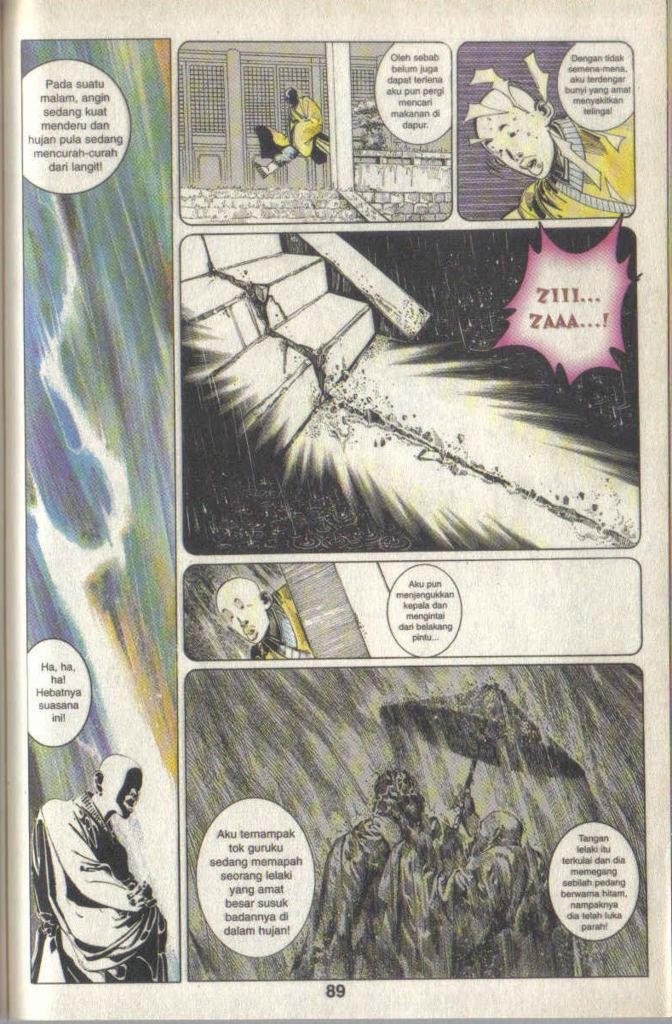 Pada suatu
malam, angin
sedang kuat
menderu dan
hujan pula sedang
mencurah-curah
dari langit!
Ha, ha,
ha!
Hebatnya
suasana
ini!
Oleh sebab
belum juga
dapat terlena
aku pun pergi
mencari
makanan di
dapur.
Dengan tidak
semena-mena,
aku terdengar
bunyi yang amat
menyakitkan
telinga!
ZIII...
ZAAA...!
Aku pun
menjengukkan
kepala dan
mengintai
dari belakang
pintu...
Aku ternampak
tok guruku
sedang memapah
seorang lelaki
yang amat
besar susuk
badannya di
dalam hujan!
Tangan
lelaki itu
terkulai dan dia
memegang
sebilah pedang
berwarna hitam,
nampaknya
dia telah luka
parah!
89